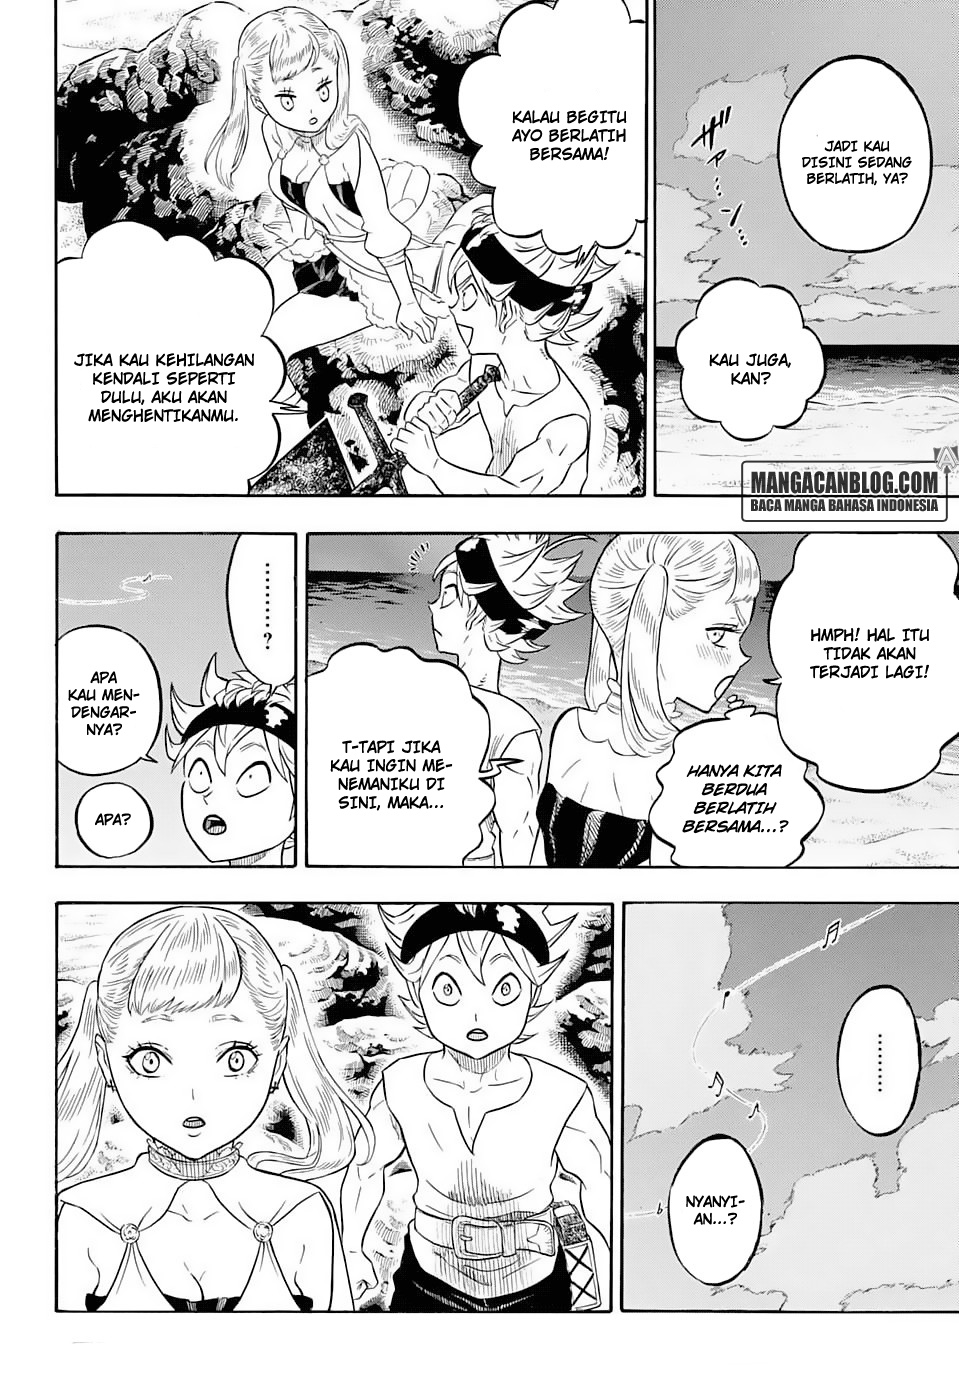 JADI KAU
DISINI SEDANG
BERLATIH, YA?
KAU JUGA,
KAN?
KALAU BEGITU
AYO BERLATIH
BERSAMA!
JIKA KAU KEHILANGAN
KENDALI SEPERTI
DULU, AKU AKAN
MENGHENTIKANMU.
MANGACANBLOG.COM
BACA MANGA BAHASA INDONESIA
HMPH! HAL ITU
TIDAK AKAN
TERJADI LAGI!
HANYA KITA
BERDUA
BERLATIH
BERSAMA...?
T-TAPI JIKA
KAU INGIN ME-
NEMANIKU DI
SINI, MAKA...
.........?
APA
KAU MEN-
DENGAR-
NYA?
APA?
.........
NYANYI-
AN...?